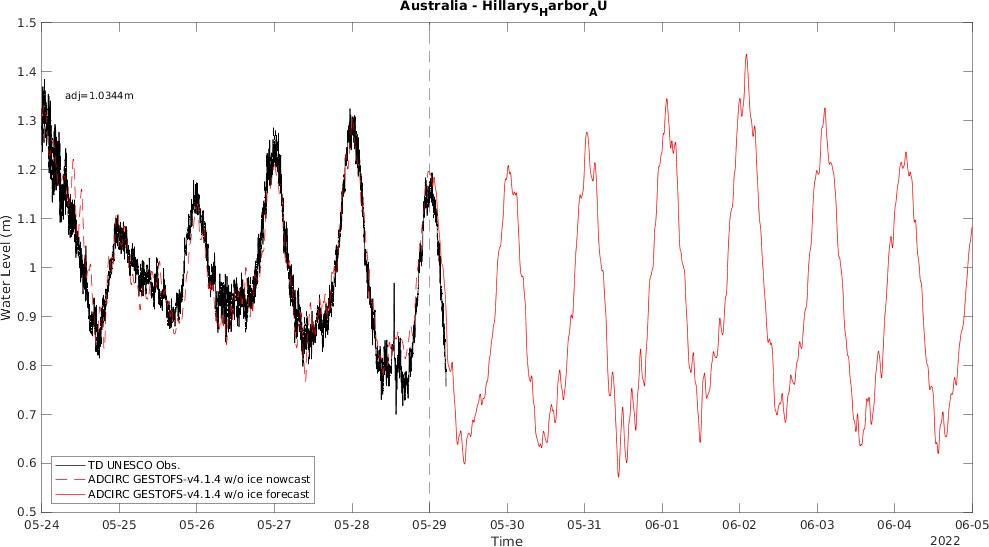 Australia - HillarysHarborAU
1.5
1.4
1.3
1.2
1.1
1
0.9
0.8
0.7
0.6
0.5
Water Level (m)
adj=1.0344m
TD UNESCO Obs.
ADCIRC GESTOFS-v4.1.4 w/o ice nowcast
ADCIRC GESTOFS-v4.1.4 w/o ice forecast
05-24 05-25 05-26 05-27 05-28 05-29 05-30 05-31 06-01 06-02 06-03 06-04 06-05
Time
2022